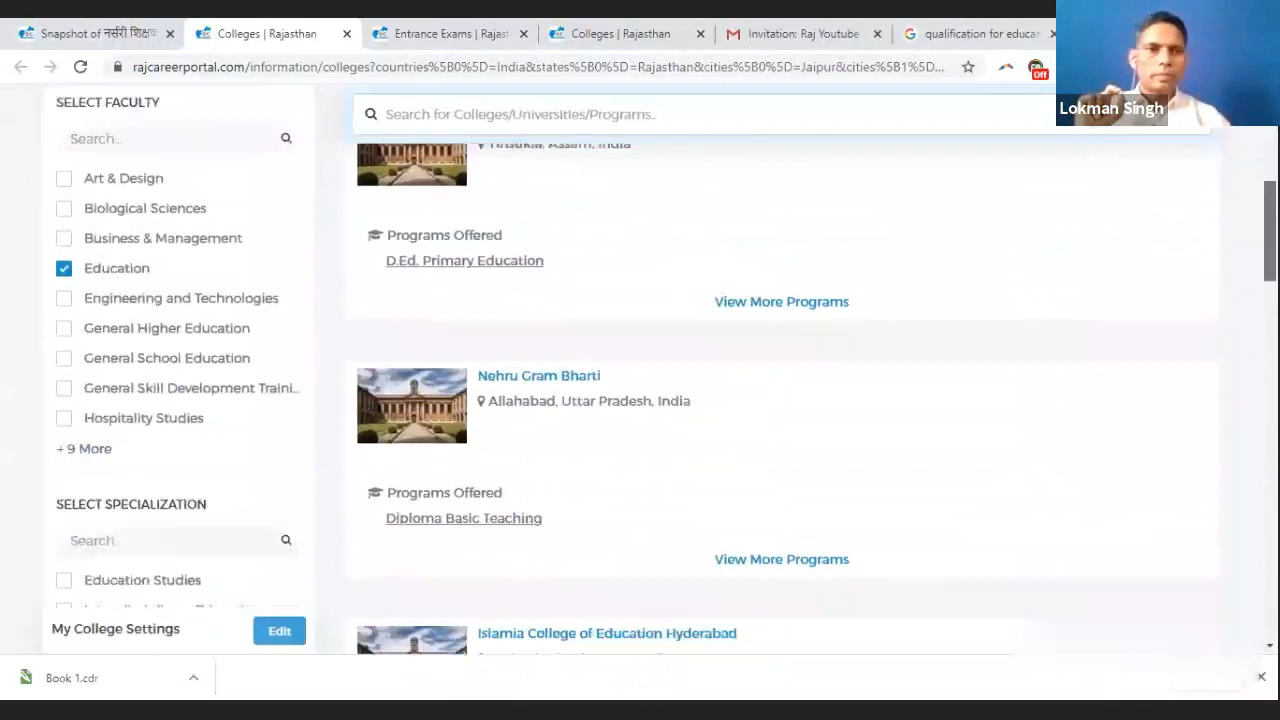 Snapshot of नर्सरी शिक्षक
Colleges | Rajasthan
Entrance Exams | Rajast
Colleges | Rajasthan
Invitation: Raj Youtube
qualification for educat
rajcareerportal.com/information/colleges?countries%5B0%5D=India&states%5B0%5D=Rajasthan&cities%5B0%5D=Jaipur&cities%5B1%5D...
Off
Lokman Singh
SELECT FACULTY
Search...
Art & Design
Biological Sciences
Business & Management
Education
Engineering and Technologies
General Higher Education
General School Education
General Skill Development Traini...
Hospitality Studies
+ 9 More
SELECT SPECIALIZATION
Search..
Education Studies
My College Settings
Edit
Search for Colleges/Universities/Programs..
Tinsukia, Assam, India
Programs Offered
D.Ed. Primary Education
View More Programs
Nehru Gram Bharti
Allahabad, Uttar Pradesh, India
Programs Offered
Diploma Basic Teaching
View More Programs
Islamia College of Education Hyderabad
Book 1.cdr